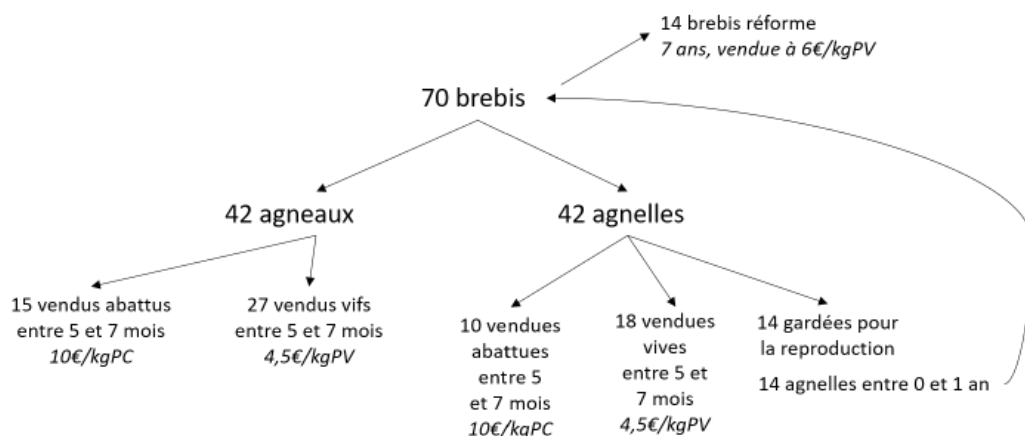 14 brebis réforme
7 ans, vendue à 6€/kgPV
70 brebis
42 agneaux
42 agnelles
15 vendus abattus
entre 5 et 7 mois
10€/kgPC
27 vendus vifs
entre 5 et 7 mois
4,5€/kgPV
10 vendues
abattues
entre 5
et 7 mois
10€/kgPC
18 vendues
vives
entre 5 et
7 mois
4,5€/kgPV
14 gardées pour
la reproduction
14 agnelles entre 0 et 1 an